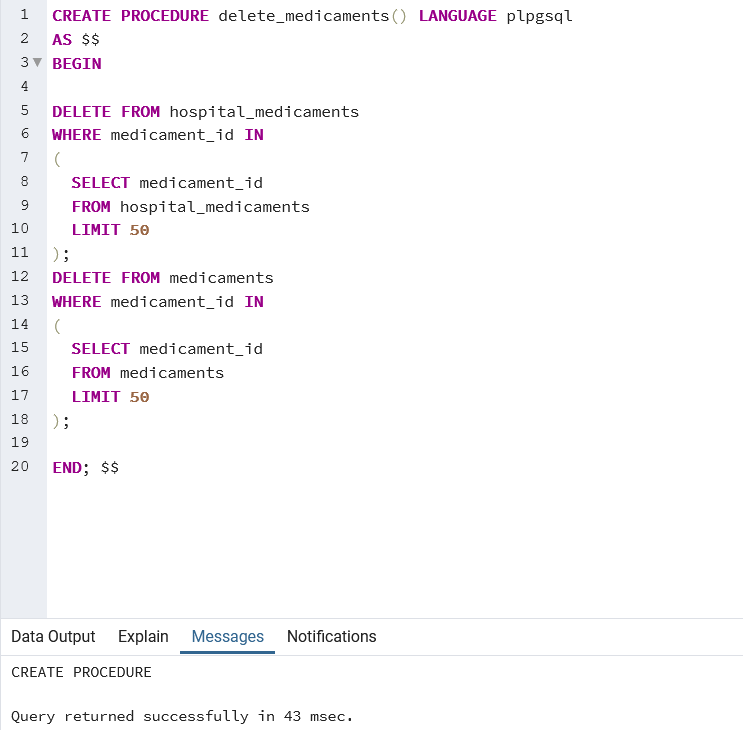 1 CREATE PROCEDURE delete_medicaments() LANGUAGE plpgsql
2 AS $$
3 BEGIN
4
5 DELETE FROM hospital_medicaments
6 WHERE medicament_id IN
7 (
8 SELECT medicament_id
9 FROM hospital_medicaments
10 LIMIT 50
11 );
12 DELETE FROM medicaments
13 WHERE medicament_id IN
14 (
15 SELECT medicament_id
16 FROM medicaments
17 LIMIT 50
18 );
19
20 END; $$
Data Output Explain Messages Notifications
CREATE PROCEDURE
Query returned successfully in 43 msec.